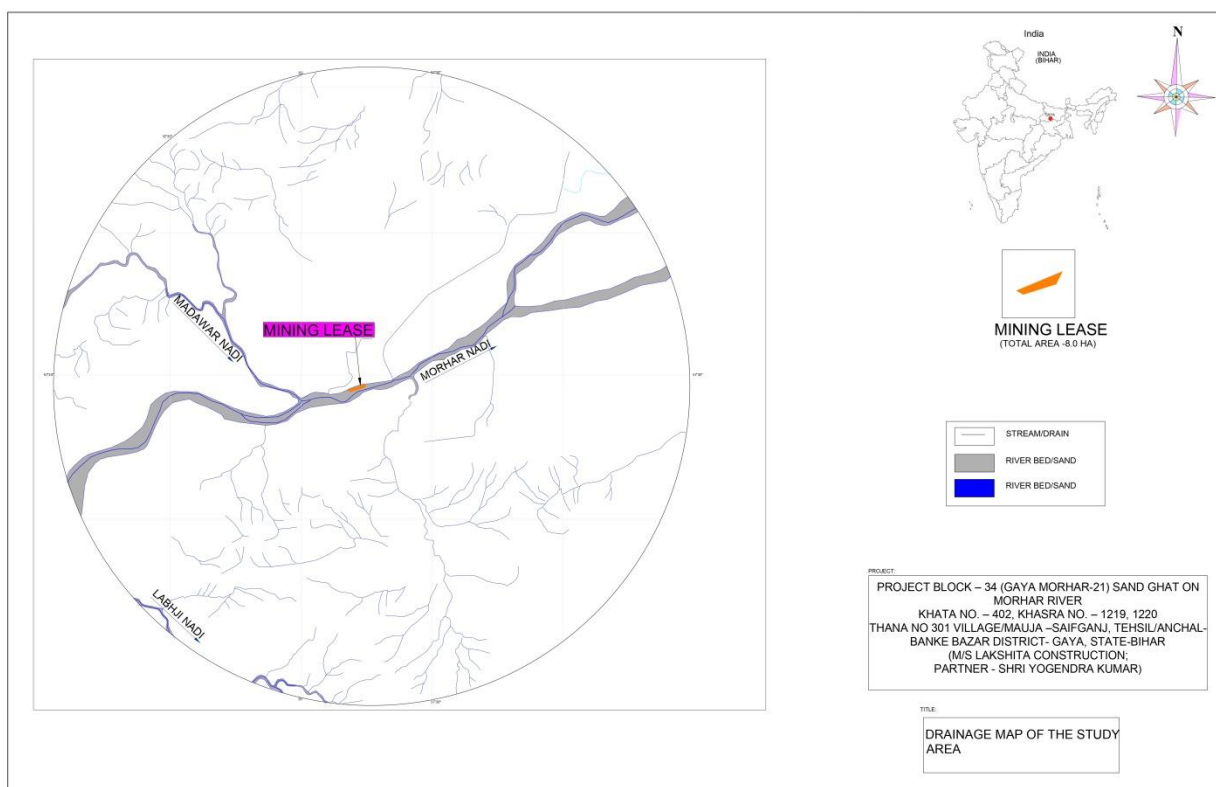 India
INDIA
(BIHAR)
N
MADAWAR NADI
MINING LEASE
MORHAR NADI
LABHJI NADI
MINING LEASE
(TOTAL AREA -8.0 HA)
STREAM/DRAIN
RIVER BED/SAND
RIVER BED/SAND
PROJECT:
PROJECT BLOCK – 34 (GAYA MORHAR-21) SAND GHAT ON
MORHAR RIVER
KHATA NO. – 402, KHASRA NO. – 1219, 1220
THANA NO 301 VILLAGE/MAUJA –SAIFGANJ, TEHSIL/ANCHAL-
BANKE BAZAR DISTRICT- GAYA, STATE-BIHAR
(M/S LAKSHITA CONSTRUCTION;
PARTNER - SHRI YOGENDRA KUMAR)
TITLE:
DRAINAGE MAP OF THE STUDY
AREA